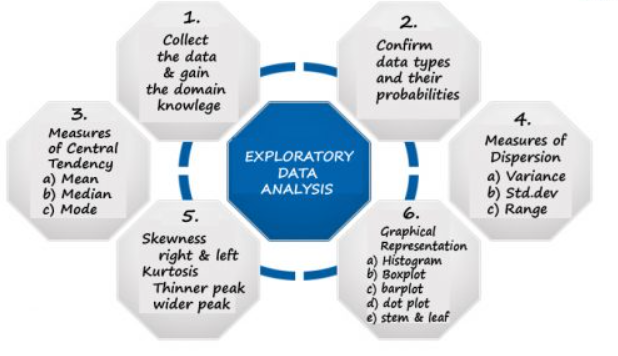 1.
Collect
the data
& gain
the domain
knowlege
2.
Confirm
data types
and their
probabilities
3.
Measures
of Central
Tendency
a) Mean
b) Median
c) Mode
EXPLORATORY
DATA
ANALYSIS
4.
Measures of
Dispersion
a) Variance
b) Std.dev
c) Range
5.
Skewness
right & left
Kurtosis
Thinner peak
wider peak
6.
Graphical
Representation
a) Histogram
b) Boxplot
c) barplot
d) dot plot
e) stem & leaf